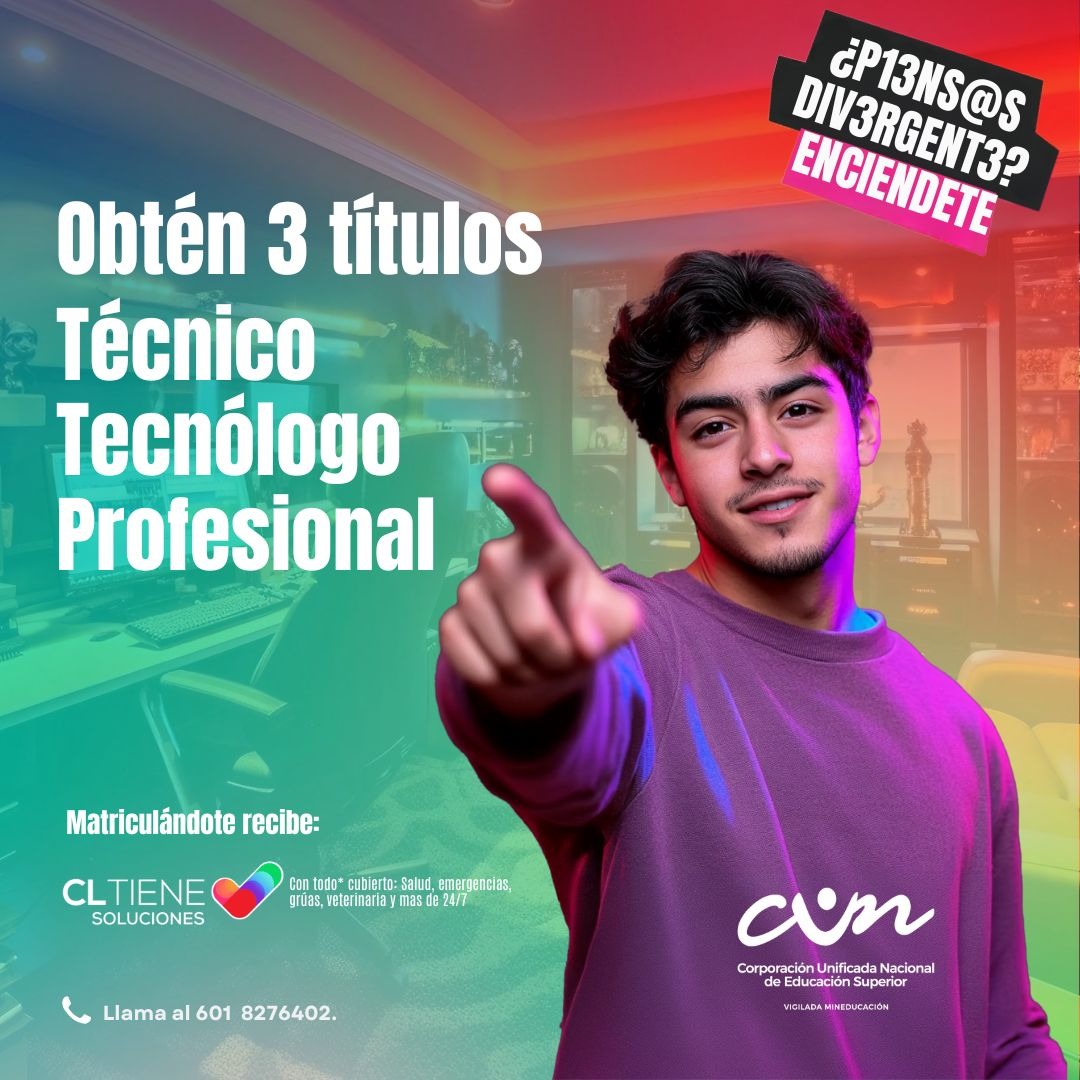 ¿P13NS@S
DIV3RGENT3?
ENCIENDETE
Obtén 3 títulos
Técnico
Tecnólogo
Profesional
Matriculándote recibe:
CLTIENE
SOLUCIONES
Con todo* cubierto: Salud, emergencias,
grúas, veterinaria y mas de 24/7
cun
Corporación Unificada Nacional
de Educación Superior
VIGILADA MINEDUCACIÓN
Llama al 601 8276402.